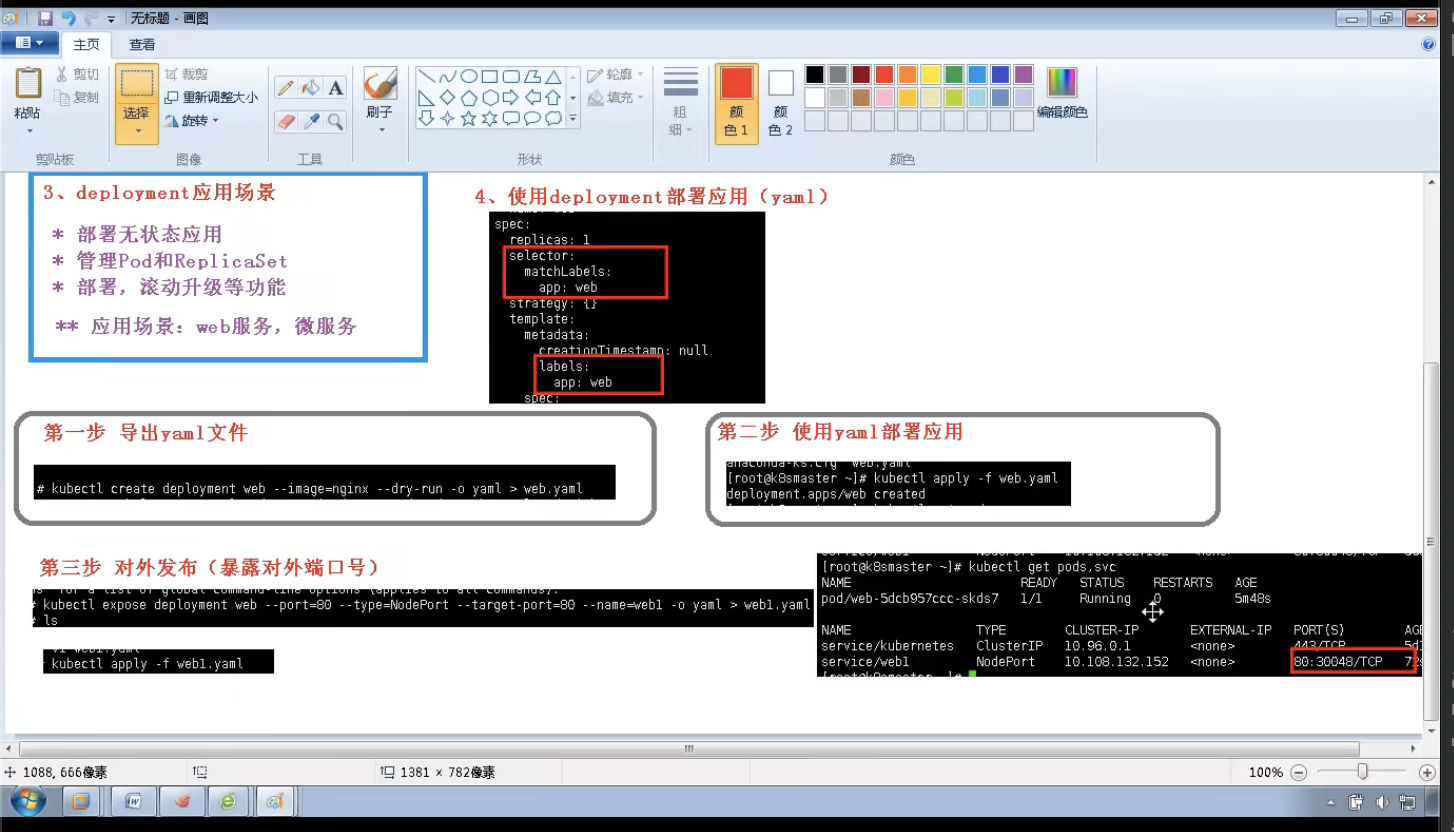 无标题 - 画图
主页 查看
粘贴
剪切
复制
剪贴板
选择
裁剪
重新调整大小
旋转
图像
A
工具
刷子
轮廓
填充
形状
粗细
颜色 1
颜色 2
编辑颜色
颜色
3、deployment应用场景
* 部署无状态应用
* 管理Pod和ReplicaSet
* 部署，滚动升级等功能
** 应用场景：web服务，微服务
4、使用deployment部署应用（yaml）
spec:
replicas: 1
selector:
matchLabels:
app: web
strategy: {}
template:
metadata:
creationTimestamp: null
labels:
app: web
spec:
第一步 导出yaml文件
# kubectl create deployment web --image=nginx --dry-run -o yaml > web.yaml
第二步 使用yaml部署应用
anaconda-ks.cfg web.yaml
[root@k8smaster ~]# kubectl apply -f web.yaml
deployment.apps/web created
第三步 对外发布（暴露对外端口号）
# kubectl expose deployment web --port=80 --type=NodePort --target-port=80 --name=web1 -o yaml > web1.yaml
# ls
vi web1.yaml
kubectl apply -f web1.yaml
[root@k8smaster ~]# kubectl get pods,svc
NAME READY STATUS RESTARTS AGE
pod/web-5dcb957ccc-skds7 1/1 Running 0 5m48s
NAME TYPE CLUSTER-IP EXTERNAL-IP PORT(S) AGE
service/kubernetes ClusterIP 10.96.0.1 <none> 443/TCP
service/web1 NodePort 10.108.132.152 <none> 80:30048/TCP
[root@k8smaster ~]#
1088, 666像素
1381 × 782像素
100%